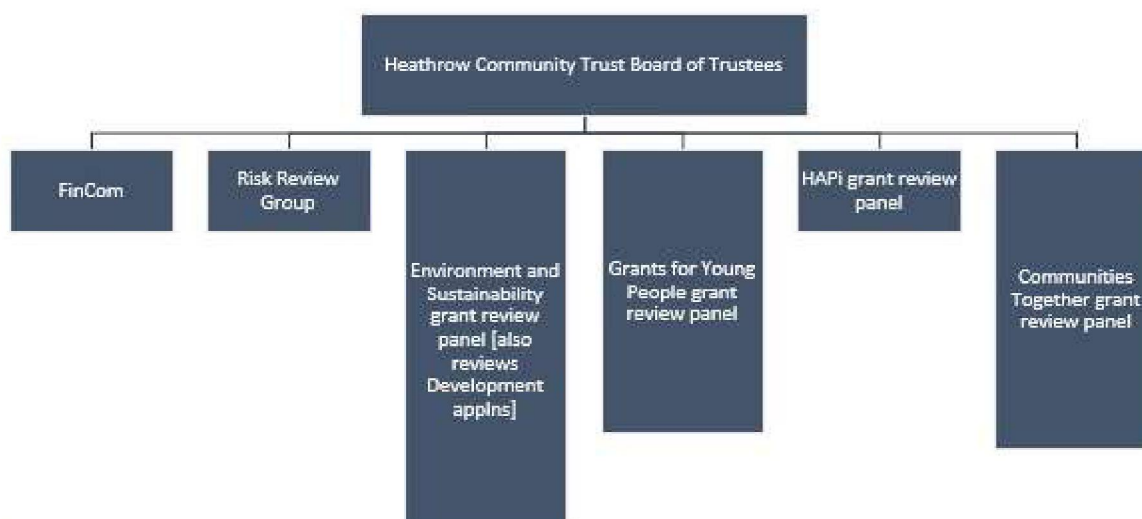 Heathrow Community Trust Board of Trustees
FinCom
Risk Review
Group
Environment and
Sustainability
grant review
panel [also
reviews
Development
applns]
Grants for Young
People grant
review panel
HAPi grant review
panel
Communities
Together grant
review panel